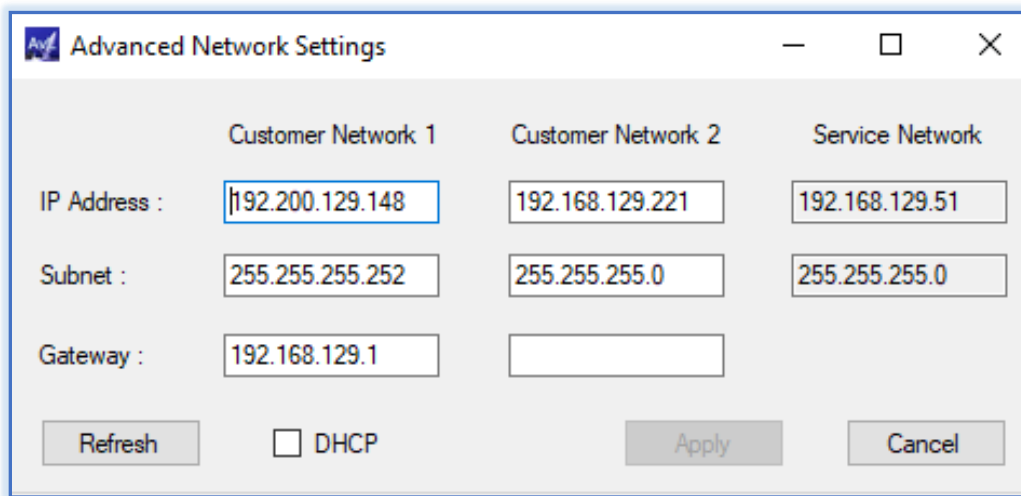 Advanced Network Settings
Customer Network 1 Customer Network 2 Service Network
IP Address : 192.200.129.148 192.168.129.221 192.168.129.51
Subnet : 255.255.255.252 255.255.255.0 255.255.255.0
Gateway : 192.168.129.1
Refresh DHCP Apply Cancel